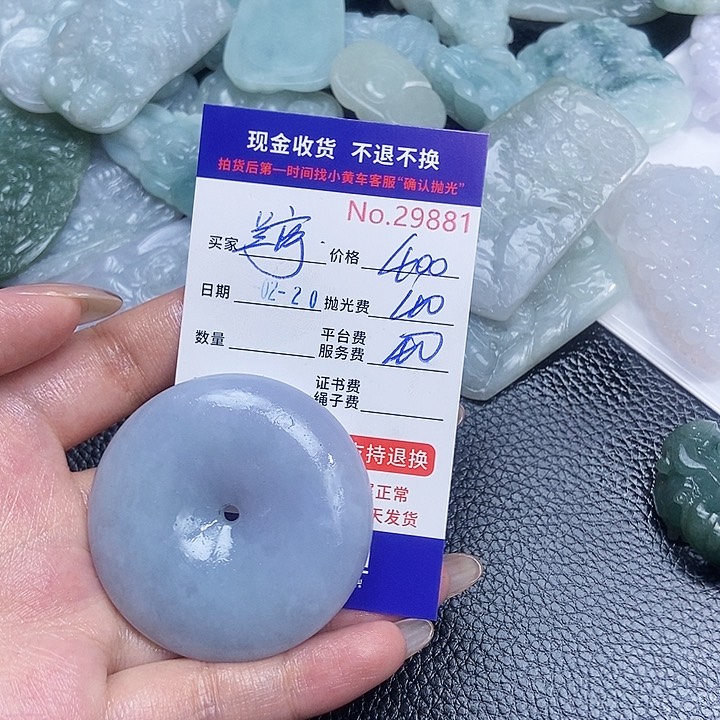 现金收货 不退不换
拍货后第一时间找小黄车客服“确认抛光”
No.29881
买家 价格 400
日期 02-20 抛光费 100
数量 平台费
服务费
证书费
绳子费
持退换
正常
天发货